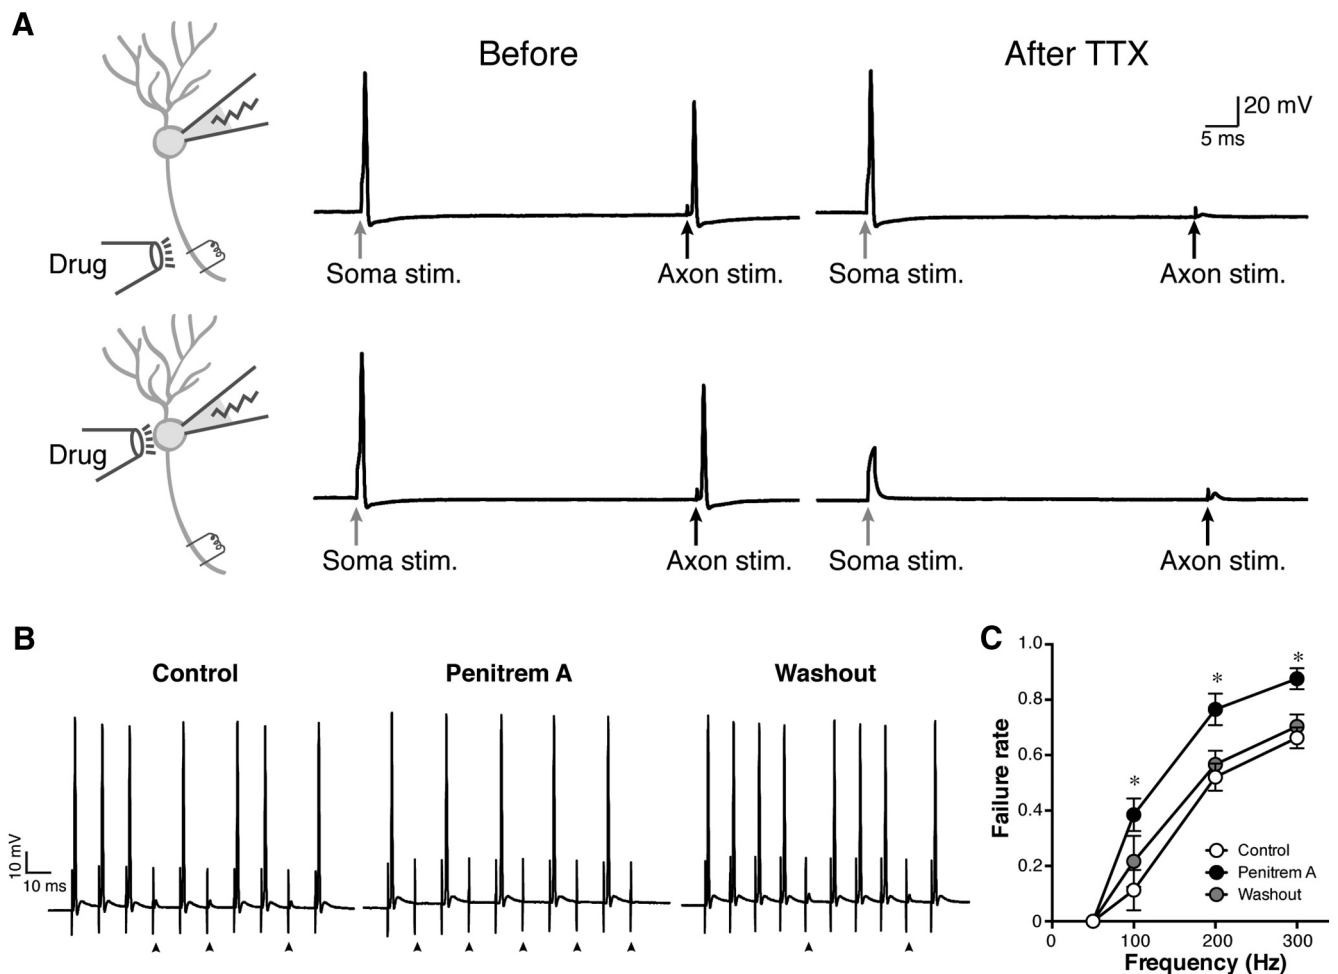 A
Before
After TTX
20 mV
5 ms
Drug
Soma stim.
Axon stim.
Soma stim.
Axon stim.
Drug
Soma stim.
Axon stim.
Soma stim.
Axon stim.
B
Control
Penitrem A
Washout
10 mV
10 ms
C
1.0
0.8
0.6
0.4
0.2
0
Failure rate
*
*
*
Control
Penitrem A
Washout
0
100
200
300
Frequency (Hz)